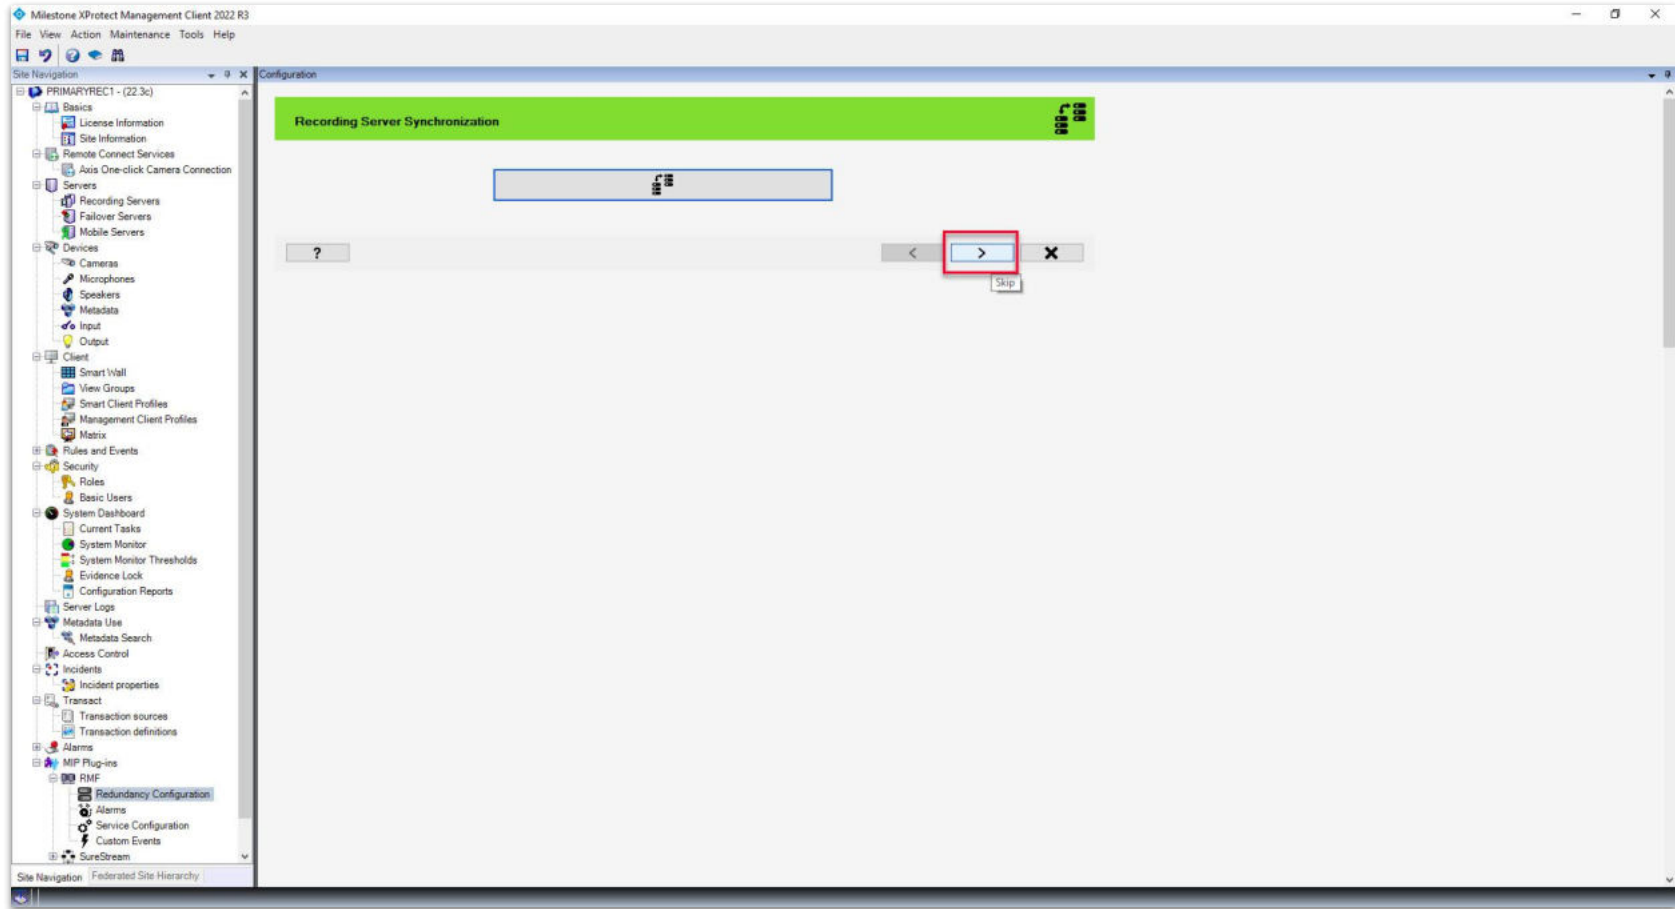 Milestone XProtect Management Client 2022 R3
File View Action Maintenance Tools Help
Site Navigation
Configuration
PRIMARYREC1 - (22.3c)
Basics
License Information
Site Information
Remote Connect Services
Axis One-click Camera Connection
Servers
Recording Servers
Failover Servers
Mobile Servers
Devices
Cameras
Microphones
Speakers
Metadata
Input
Output
Client
Smart Wall
View Groups
Smart Client Profiles
Management Client Profiles
Matrix
Rules and Events
Security
Roles
Basic Users
System Dashboard
Current Tasks
System Monitor
System Monitor Thresholds
Evidence Lock
Configuration Reports
Server Logs
Metadata Use
Metadata Search
Access Control
Incidents
Incident properties
Transact
Transaction sources
Transaction definitions
Alarms
MIP Plug-ins
RMF
Redundancy Configuration
Alarms
Service Configuration
Custom Events
SureStream
Site Navigation Federated Site Hierarchy
Recording Server Synchronization
? < >
Skip